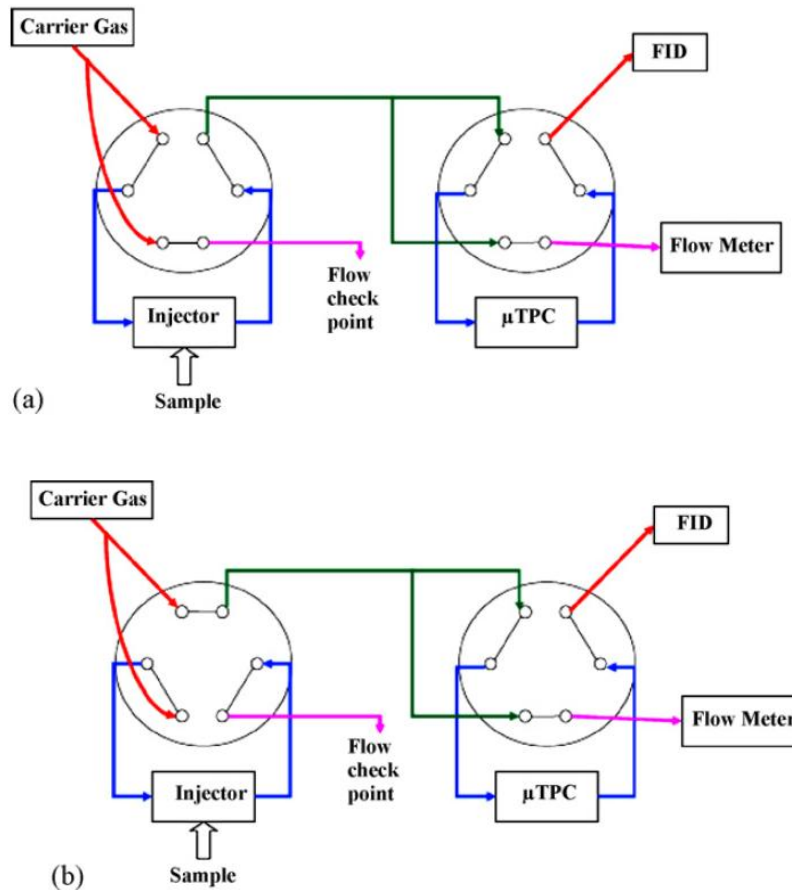 Carrier Gas
FID
Flow Meter
Flow
check
point
Injector
µTPC
Sample
(a)
Carrier Gas
FID
Flow Meter
Flow
check
point
Injector
µTPC
Sample
(b)